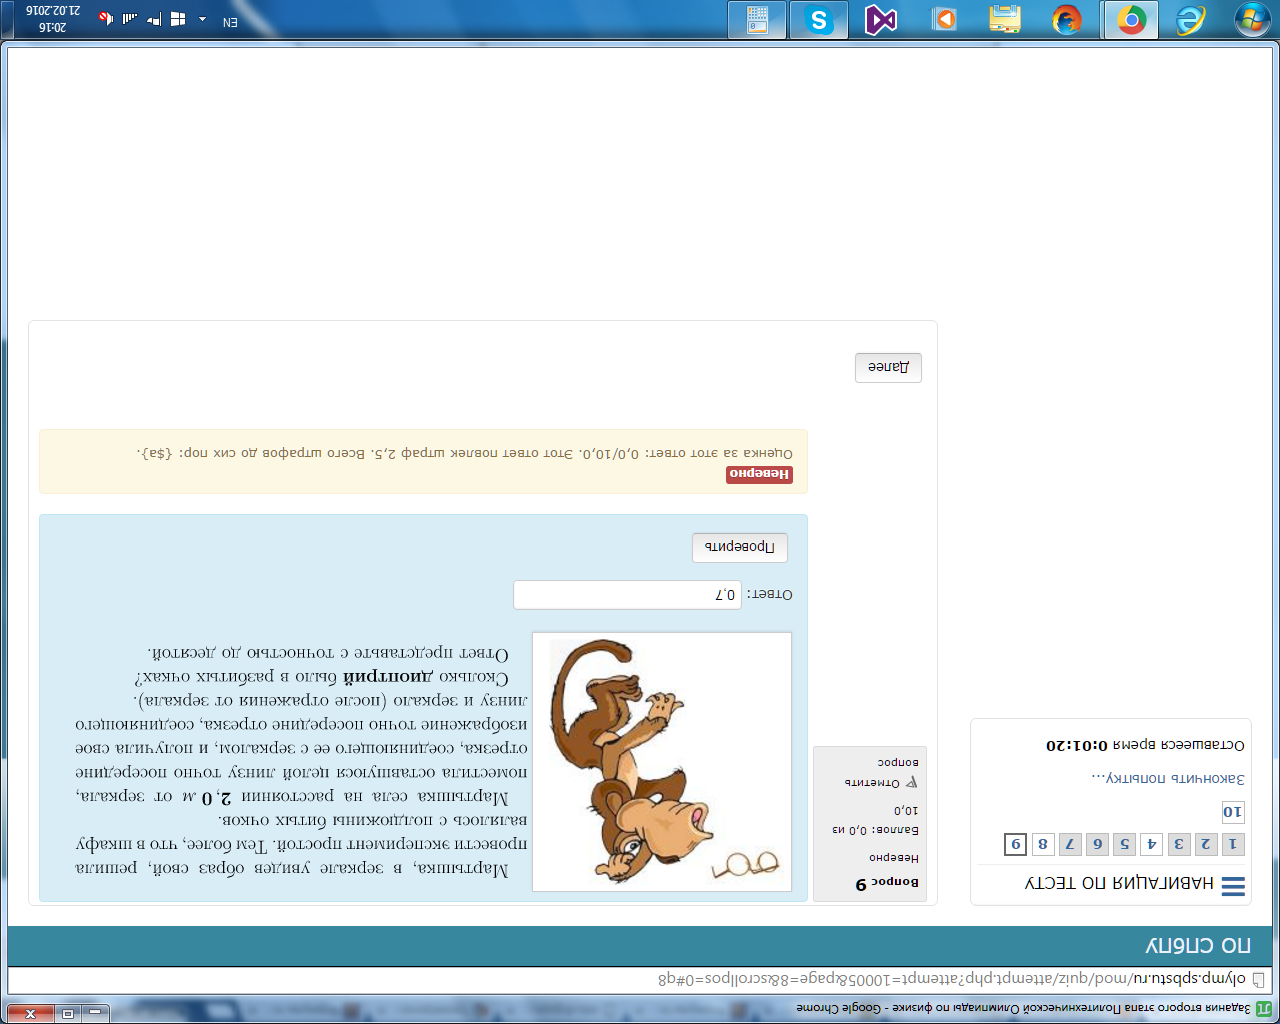 Задания второго этапа Политехнической Олимпиады по физике - Google Chrome
olymp.spbstu.ru/mod/quiz/attempt.php?attempt=10005&page=8&scrollpos=0#q8
ПО СПбПУ
НАВИГАЦИЯ ПО ТЕСТУ
1 2 3 4 5 6 7 8 9
10
Закончить попытку...
Оставшееся время 0:01:20
Вопрос 9
Неверно
Баллов: 0,0 из
10,0
Отметить
вопрос
Мартышка, в зеркале увидев образ свой, решила
провести эксперимент простой. Тем более, что в шкафу
валялось с полдюжины битых очков.
Мартышка села на расстоянии 2,0 м от зеркала,
поместила оставшуюся целой линзу точно посередине
отрезка, соединяющего ее с зеркалом, и получила свое
изображение точно посередине отрезка, соединяющего
линзу и зеркало (после отражения от зеркала).
Сколько диоптрий было в разбитых очках?
Ответ представьте с точностью до десятой.
Ответ: 0,7
Проверить
Неверно
Оценка за этот ответ: 0,0/10,0. Этот ответ повлек штраф 2,5. Всего штрафов до сих пор: {$a}.
Далее
EN
20:16
21.02.2016